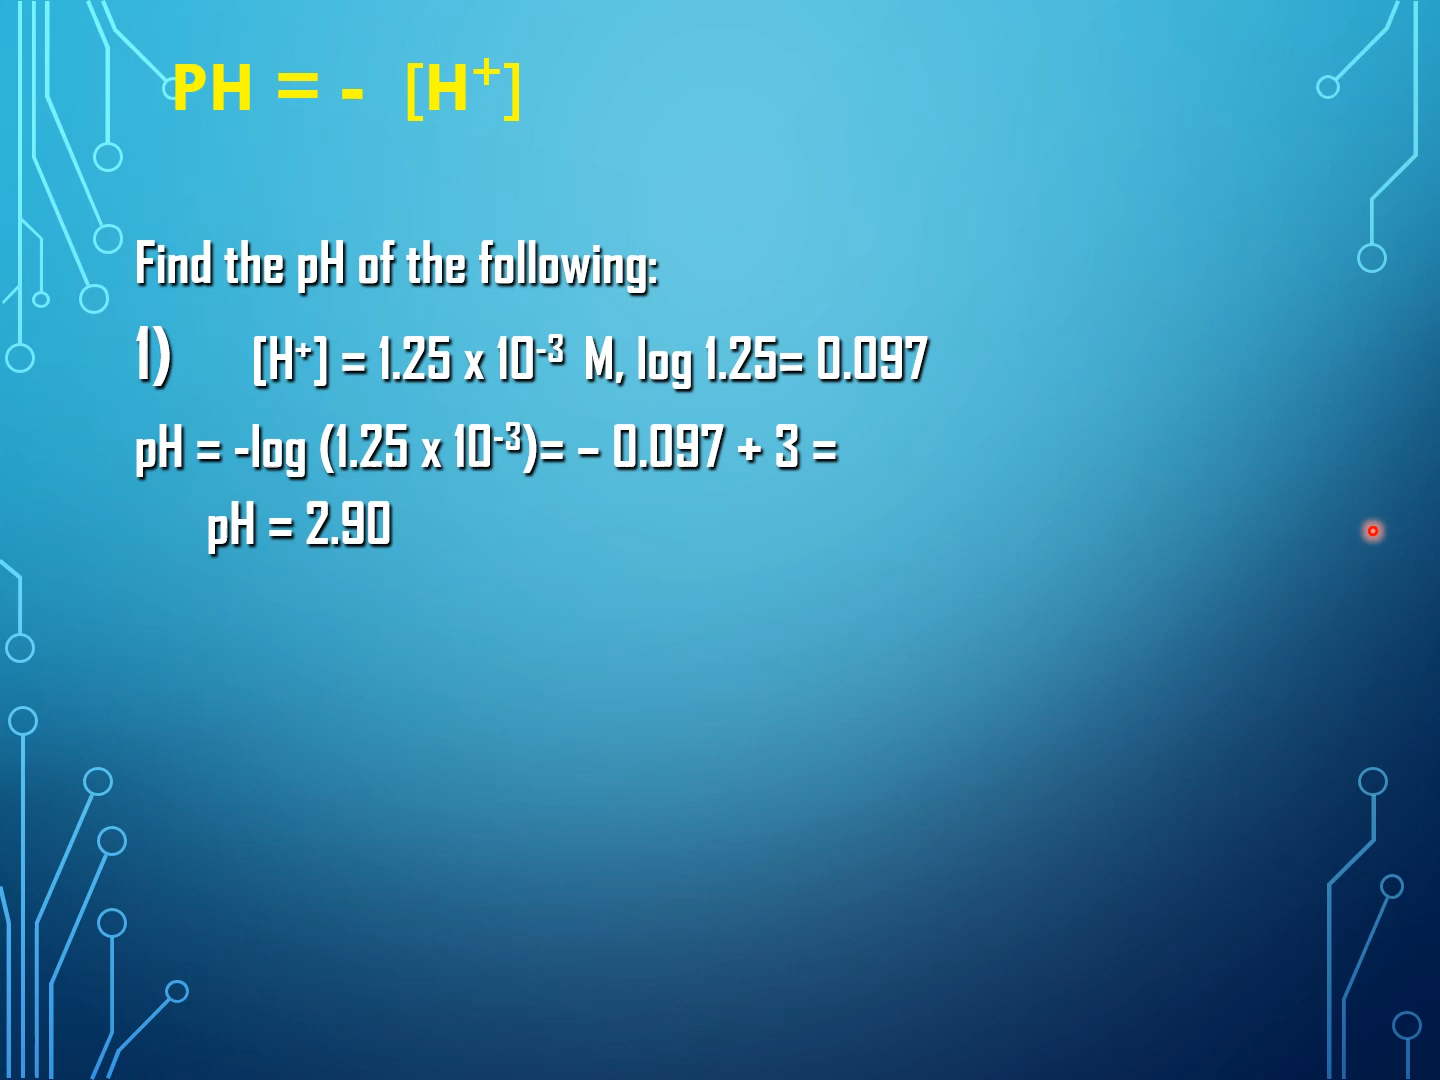 PH = - [H⁺]
Find the pH of the following:
1) [H⁺] = 1.25 x 10⁻³ M, log 1.25= 0.097
pH = -log (1.25 x 10⁻³)= – 0.097 + 3 =
pH = 2.90